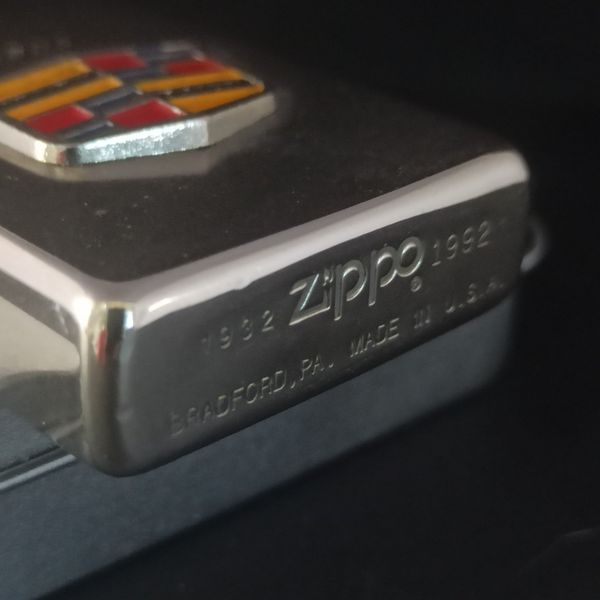 1932 Zippo® 1992
BRADFORD, PA. MADE IN U.S.A.